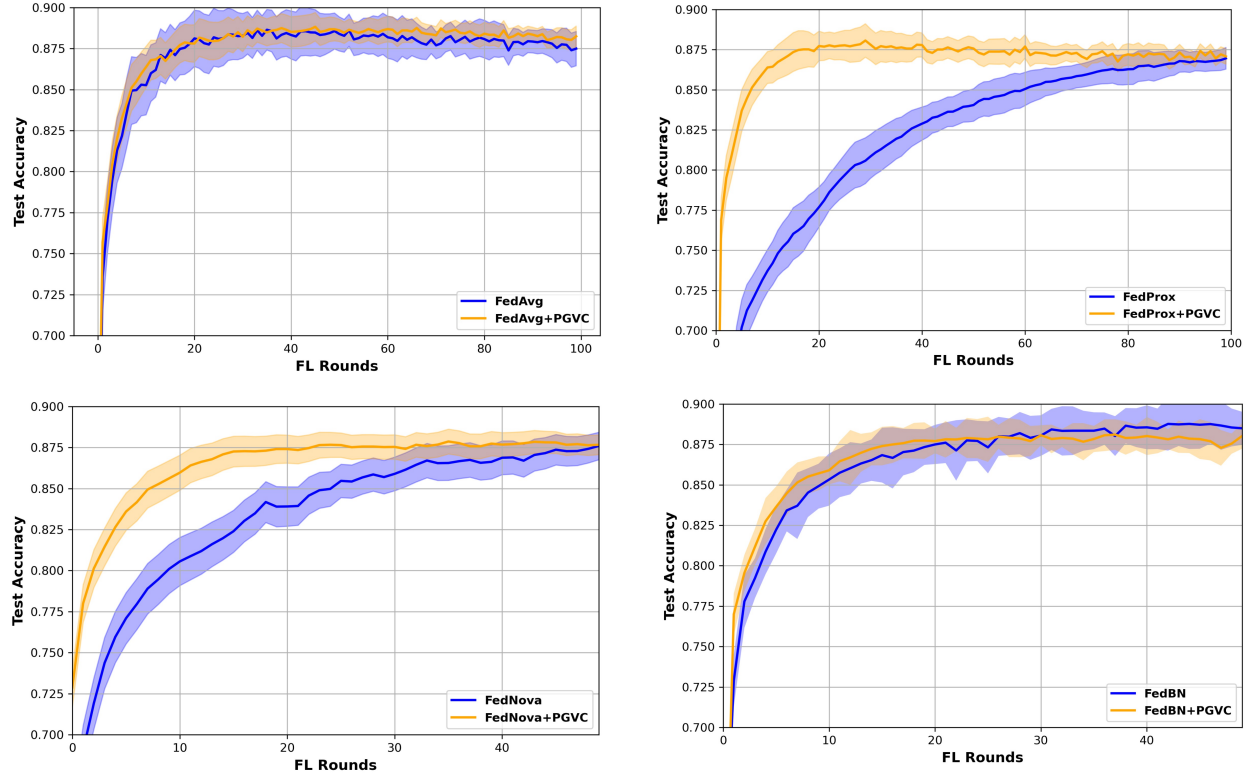 0.900
0.875
0.850
0.825
0.800
0.775
0.750
0.725
0.700
Test Accuracy
0 20 40 60 80 100
FL Rounds
FedAvg
FedAvg+PGVC
0.900
0.875
0.850
0.825
0.800
0.775
0.750
0.725
0.700
Test Accuracy
0 20 40 60 80 100
FL Rounds
FedProx
FedProx+PGVC
0.900
0.875
0.850
0.825
0.800
0.775
0.750
0.725
0.700
Test Accuracy
0 10 20 30 40
FL Rounds
FedNova
FedNova+PGVC
0.900
0.875
0.850
0.825
0.800
0.775
0.750
0.725
0.700
Test Accuracy
0 10 20 30 40
FL Rounds
FedBN
FedBN+PGVC